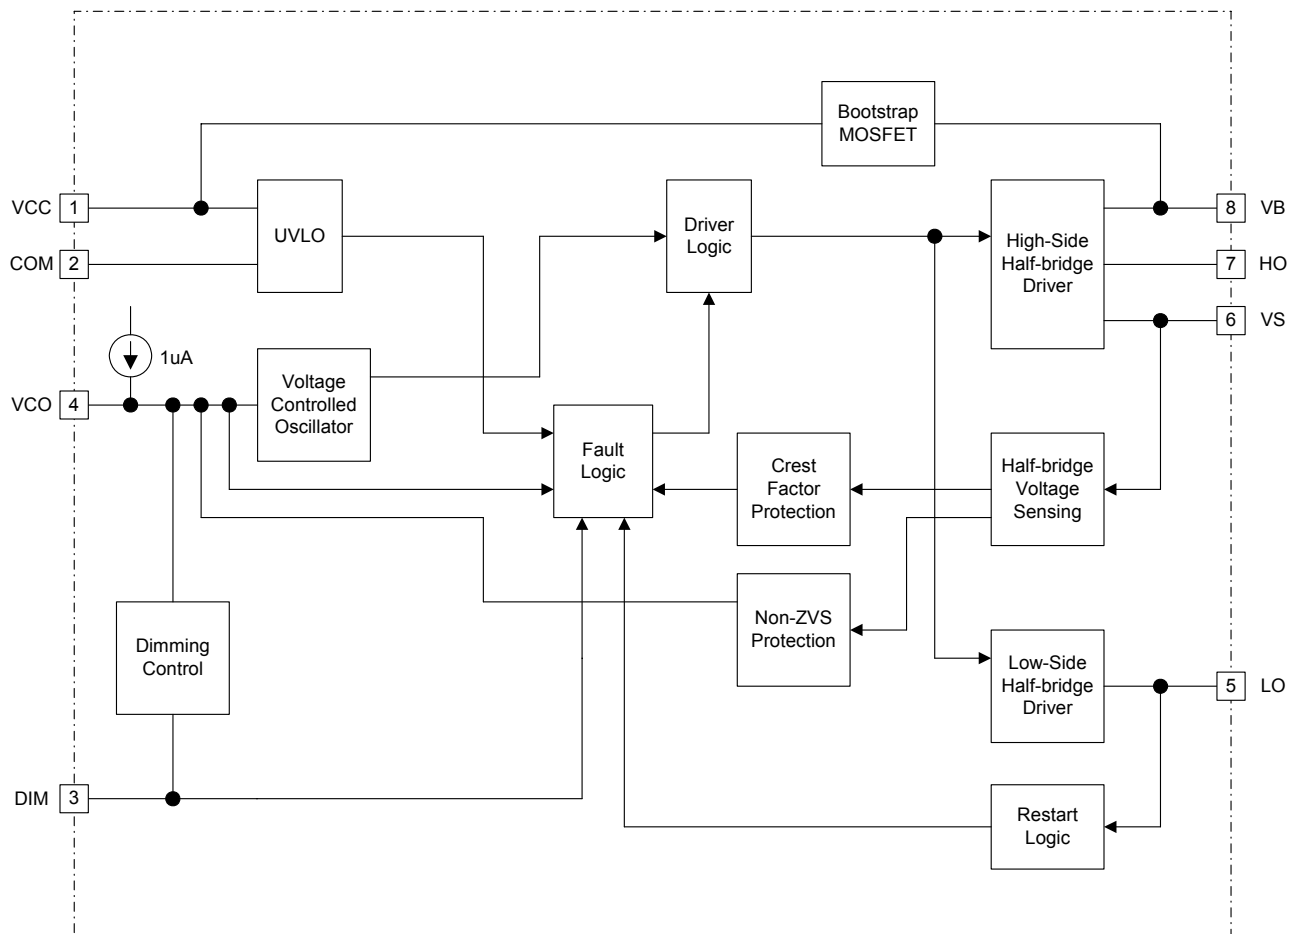 Bootstrap
MOSFET
VCC 1
UVLO
Driver
Logic
High-Side
Half-bridge
Driver
8 VB
COM 2
7 HO
6 VS
1uA
VCO 4
Voltage
Controlled
Oscillator
Fault
Logic
Crest
Factor
Protection
Half-bridge
Voltage
Sensing
Dimming
Control
Non-ZVS
Protection
Low-Side
Half-bridge
Driver
5 LO
DIM 3
Restart
Logic